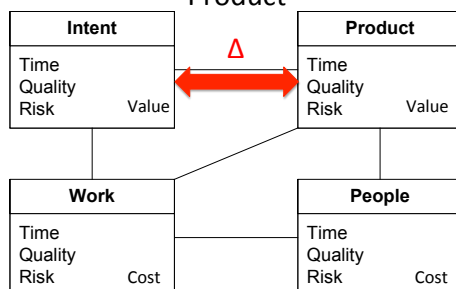 Product
Intent
Product
Δ
Time
Quality
Risk Value
Time
Quality
Risk Value
Work
People
Time
Quality
Risk Cost
Time
Quality
Risk Cost